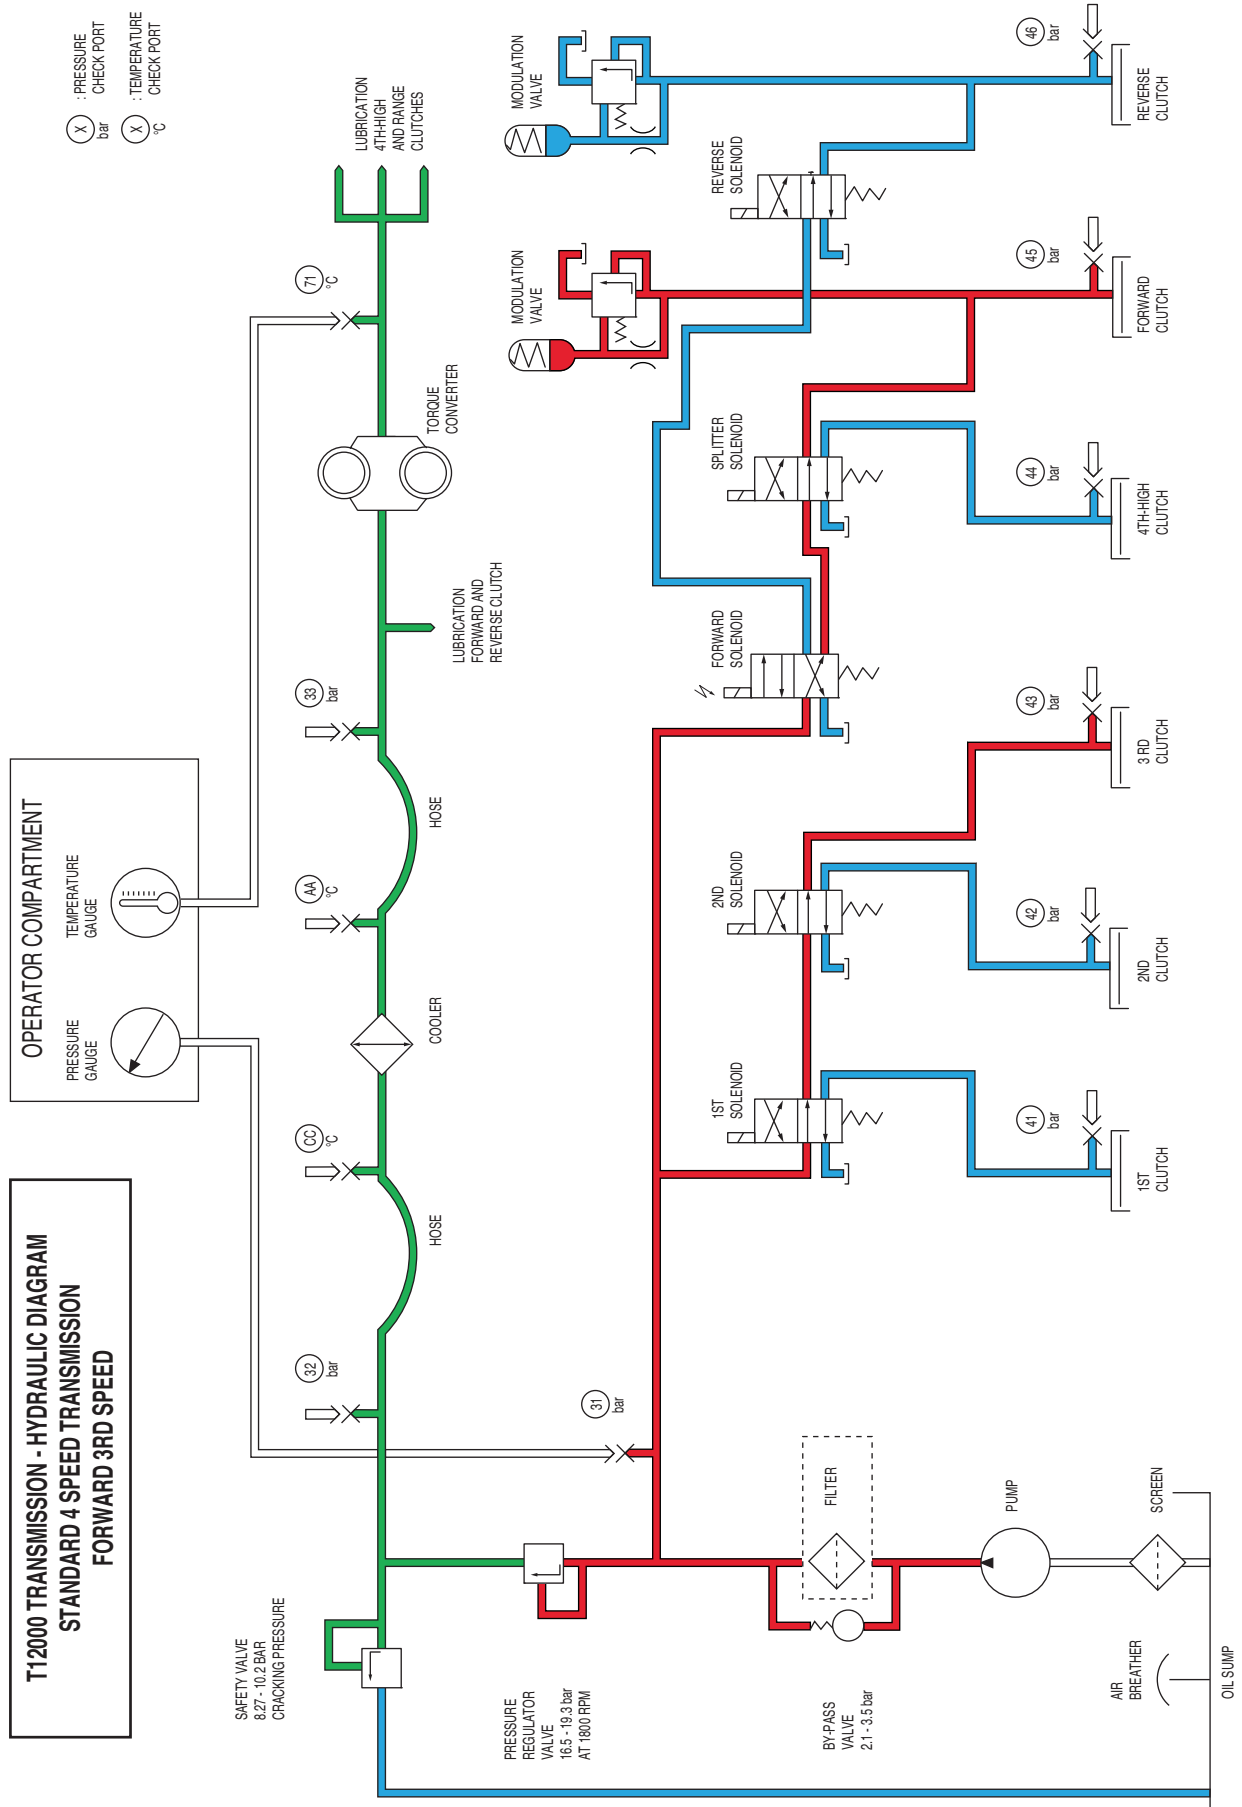 T12000 TRANSMISSION - HYDRAULIC DIAGRAM
STANDARD 4 SPEED TRANSMISSION
FORWARD 3RD SPEED
OPERATOR COMPARTMENT
PRESSURE
GAUGE
TEMPERATURE
GAUGE
X
bar
: PRESSURE
CHECK PORT
X
°C
: TEMPERATURE
CHECK PORT
SAFETY VALVE
8.27 - 10.2 BAR
CRACKING PRESSURE
32
bar
HOSE
CC
°C
COOLER
AA
°C
HOSE
33
bar
LUBRICATION
FORWARD AND
REVERSE CLUTCH
TORQUE
CONVERTER
71
°C
LUBRICATION
4TH-HIGH
AND RANGE
CLUTCHES
PRESSURE
REGULATOR
VALVE
16.5 - 19.3 bar
AT 1800 RPM
31
bar
MODULATION
VALVE
MODULATION
VALVE
1ST
SOLENOID
2ND
SOLENOID
FORWARD
SOLENOID
SPLITTER
SOLENOID
REVERSE
SOLENOID
BY-PASS
VALVE
2.1 - 3.5 bar
FILTER
PUMP
SCREEN
AIR
BREATHER
OIL SUMP
41
bar
42
bar
43
bar
44
bar
45
bar
46
bar
1ST
CLUTCH
2ND
CLUTCH
3 RD
CLUTCH
4TH-HIGH
CLUTCH
FORWARD
CLUTCH
REVERSE
CLUTCH